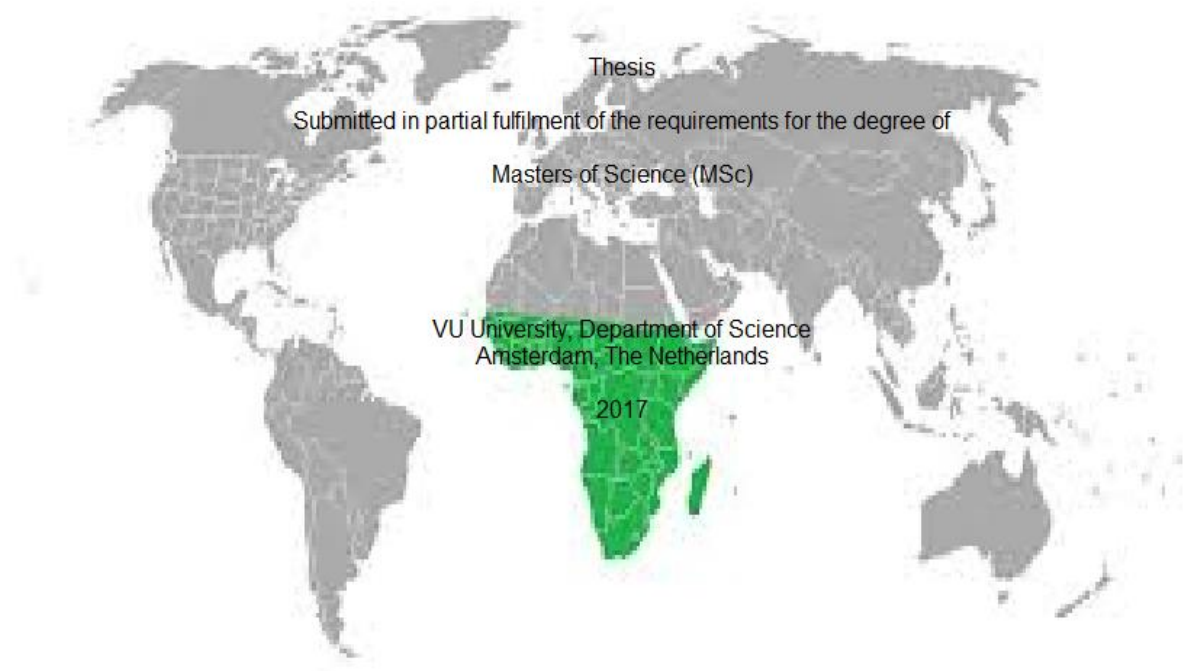 Thesis
Submitted in partial fulfilment of the requirements for the degree of
Masters of Science (MSc)
VU University, Department of Science
Amsterdam, The Netherlands
2017